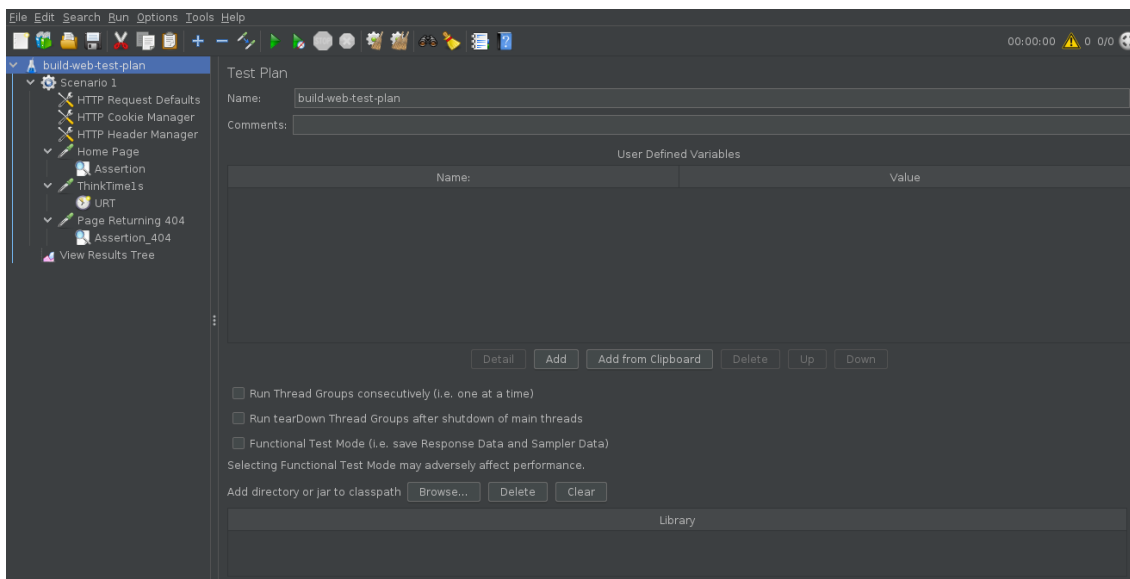 File Edit Search Run Options Tools Help
00:00:00 0 0/0
build-web-test-plan
Scenario 1
HTTP Request Defaults
HTTP Cookie Manager
HTTP Header Manager
Home Page
Assertion
ThinkTime1s
URT
Page Returning 404
Assertion_404
View Results Tree
Test Plan
Name: build-web-test-plan
Comments:
User Defined Variables
Name: Value
Detail Add Add from Clipboard Delete Up Down
Run Thread Groups consecutively (i.e. one at a time)
Run tearDown Thread Groups after shutdown of main threads
Functional Test Mode (i.e. save Response Data and Sampler Data)
Selecting Functional Test Mode may adversely affect performance.
Add directory or jar to classpath Browse... Delete Clear
Library